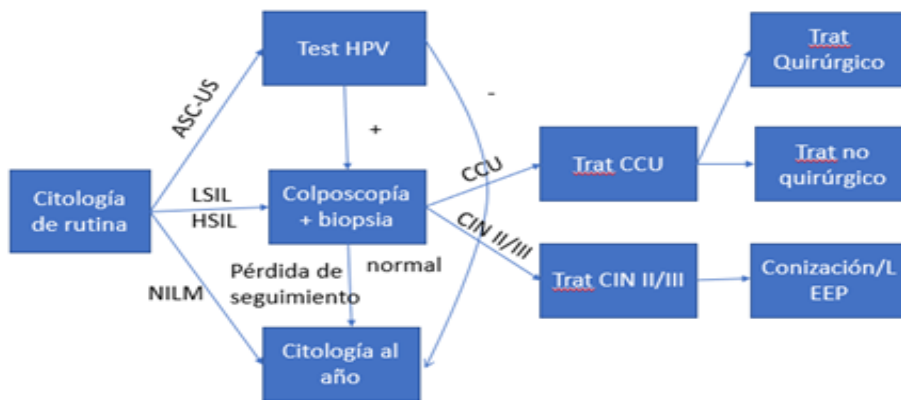 Test HPV
Trat
Quirúrgico
ASC-US
-
+
Citología
de rutina
LSIL
HSIL
Colposcopía
+ biopsia
CCU
CIN II/III
Trat CCU
Trat no
quirúrgico
NILM
Pérdida de
seguimiento
normal
Trat CIN II/III
Conización/L
EEP
Citología al
año